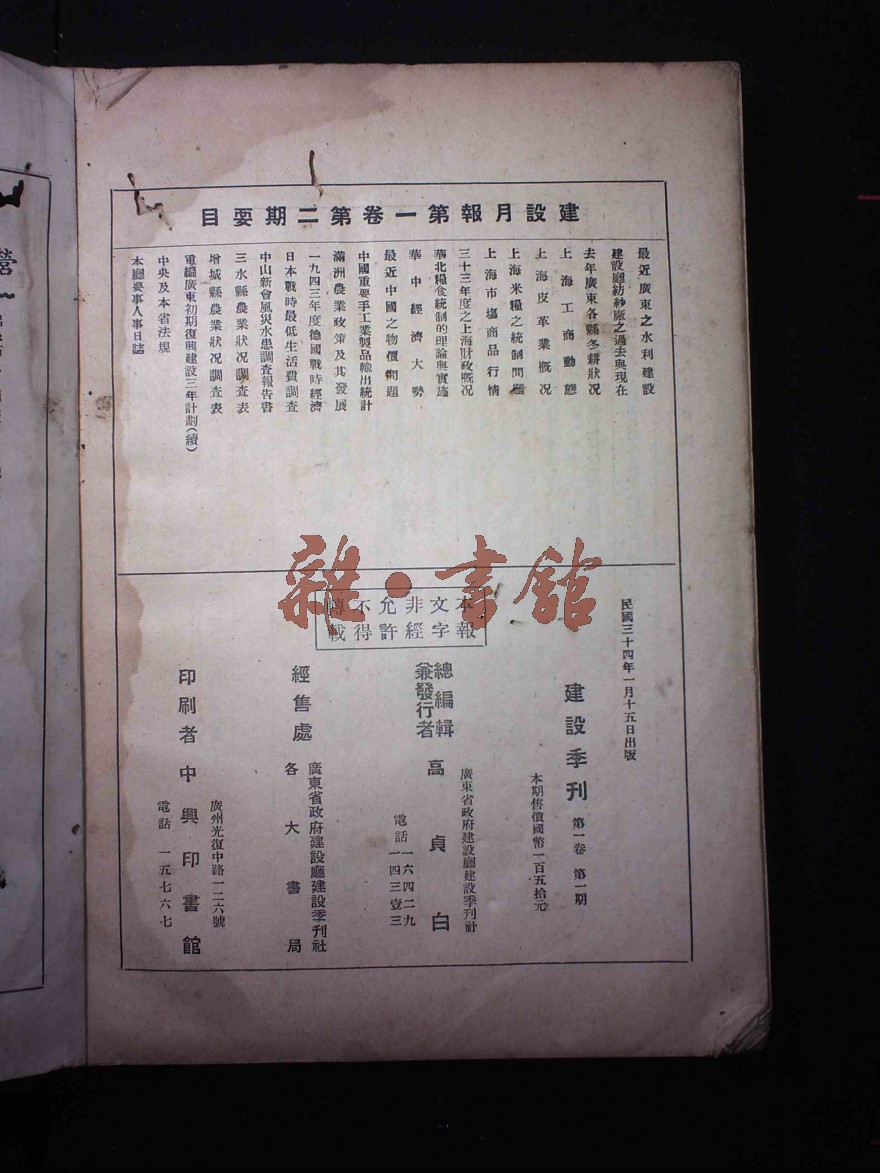 建設月報第一卷第二期要目
最近廣東之水利建設
建設廳紡紗廠之過去與現在
去年廣東各縣冬耕狀況
上海工商動態
上海皮革業概况
上海米糧之統制問題
上海市場商品行情
三十三年度之上海財政概况
華北糧食統制的理論與實施
華中經濟大勢
最近中國之物價問題
中國重要手工業製品輸出統計
滿洲農業政策及其發展
一九四三年度德國戰時經濟
日本戰時最低生活費調查
中山新會風災水患調查報告書
三水縣農業狀况調查表
增城縣農業狀况調查表
重編廣東初期復興建設三年計劃(續)
中央及本省法規
本廳要事人事日誌
民國三十四年一月十五日出版
建設季刊 第一卷 第一期
本期售價國幣一百五拾元
本報
文字
非經
允許
不得
轉載
廣東省政府建設廳建設季刊社
總編輯
兼發行者 高貞白
電話 一六四二九
一四三壹三
廣東省政府建設廳建設季刊社
經售處 各大書局
廣州光復中路一二六號
印刷者 中興印書館
電話 一五七六七
雜·書館